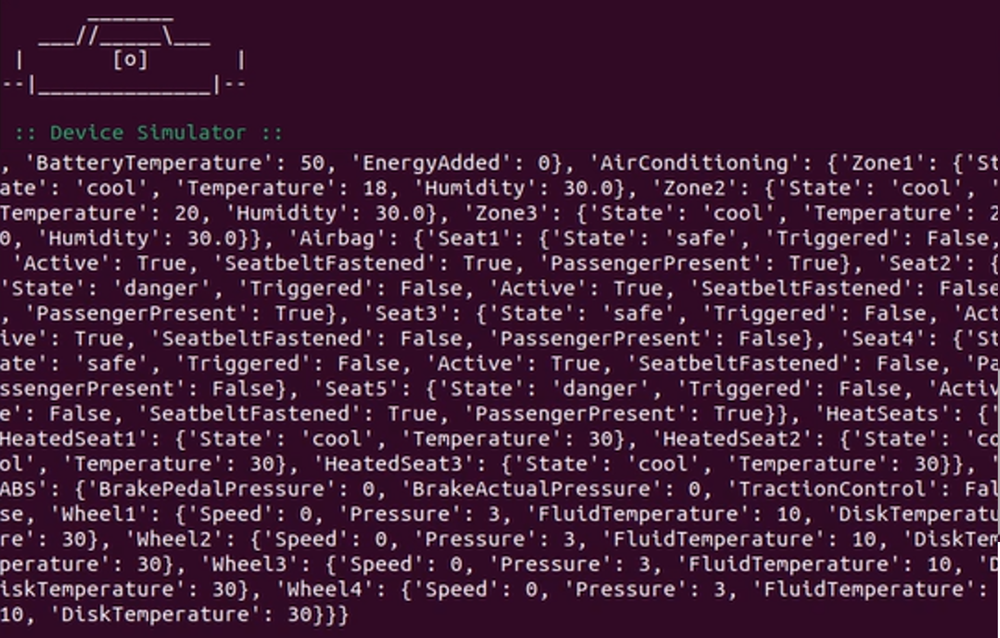 _______
   ___//_____\___
 |       [o]       |
--|______________|--
 :: Device Simulator ::
, 'BatteryTemperature': 50, 'EnergyAdded': 0}, 'AirConditioning': {'Zone1': {'St
ate': 'cool', 'Temperature': 18, 'Humidity': 30.0}, 'Zone2': {'State': 'cool', '
Temperature': 20, 'Humidity': 30.0}, 'Zone3': {'State': 'cool', 'Temperature': 2
0, 'Humidity': 30.0}}, 'Airbag': {'Seat1': {'State': 'safe', 'Triggered': False,
 'Active': True, 'SeatbeltFastened': True, 'PassengerPresent': True}, 'Seat2': {
'State': 'danger', 'Triggered': False, 'Active': True, 'SeatbeltFastened': False
, 'PassengerPresent': True}, 'Seat3': {'State': 'safe', 'Triggered': False, 'Act
ive': True, 'SeatbeltFastened': False, 'PassengerPresent': False}, 'Seat4': {'St
ate': 'safe', 'Triggered': False, 'Active': True, 'SeatbeltFastened': False, 'Pa
ssengerPresent': False}, 'Seat5': {'State': 'danger', 'Triggered': False, 'Activ
e': False, 'SeatbeltFastened': True, 'PassengerPresent': True}}, 'HeatSeats': {'
HeatedSeat1': {'State': 'cool', 'Temperature': 30}, 'HeatedSeat2': {'State': 'co
ol', 'Temperature': 30}, 'HeatedSeat3': {'State': 'cool', 'Temperature': 30}}, '
ABS': {'BrakePedalPressure': 0, 'BrakeActualPressure': 0, 'TractionControl': Fal
se, 'Wheel1': {'Speed': 0, 'Pressure': 3, 'FluidTemperature': 10, 'DiskTemperatu
re': 30}, 'Wheel2': {'Speed': 0, 'Pressure': 3, 'FluidTemperature': 10, 'DiskTem
perature': 30}, 'Wheel3': {'Speed': 0, 'Pressure': 3, 'FluidTemperature': 10, 'D
iskTemperature': 30}, 'Wheel4': {'Speed': 0, 'Pressure': 3, 'FluidTemperature': 
10, 'DiskTemperature': 30}}}